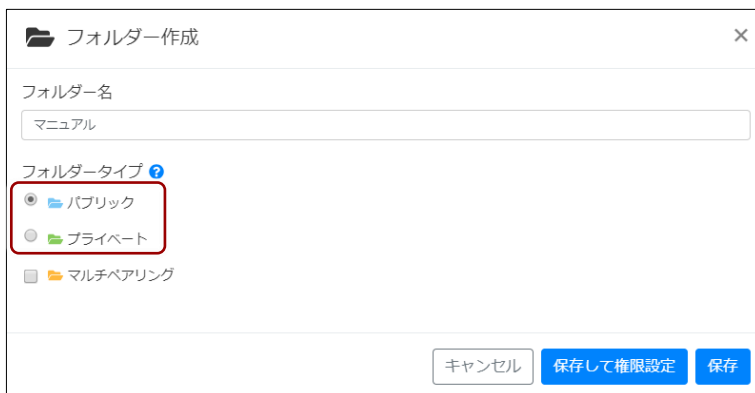 フォルダー作成
フォルダー名
マニュアル
フォルダータイプ
パブリック
プライベート
マルチペアリング
キャンセル 保存して権限設定 保存